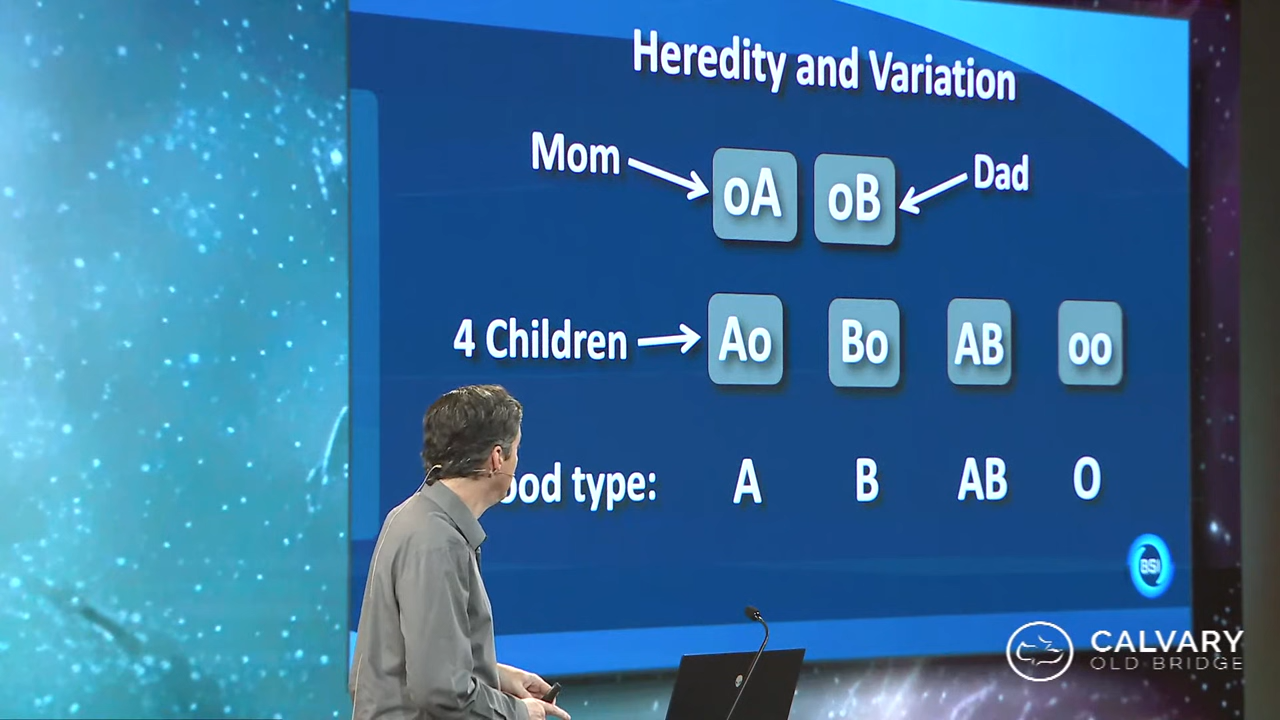 Heredity and Variation
Mom oA oB Dad
4 Children Ao Bo AB oo
type: A B AB O
BSI
CALVARY
OLD BRIDGE